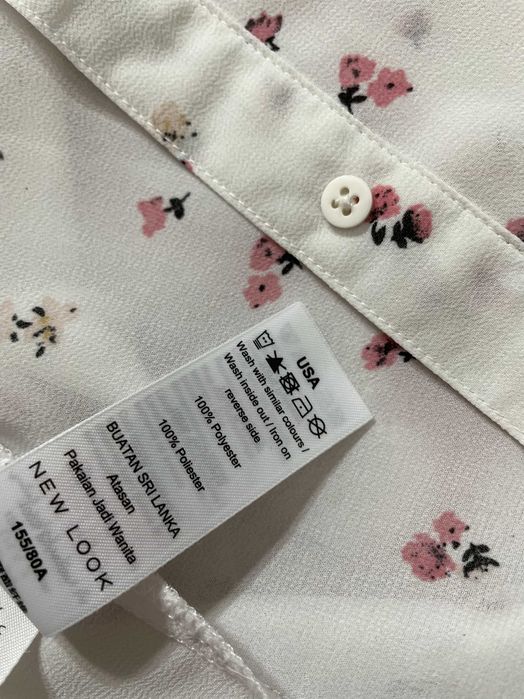 USA
Wash with similar colours /
Wash inside out / Iron on
reverse side
100% Polyester
100% Poliester
BUATAN SRI LANKA
Atasan
Pakaian Jadi Wanita
NEW LOOK
155/80A